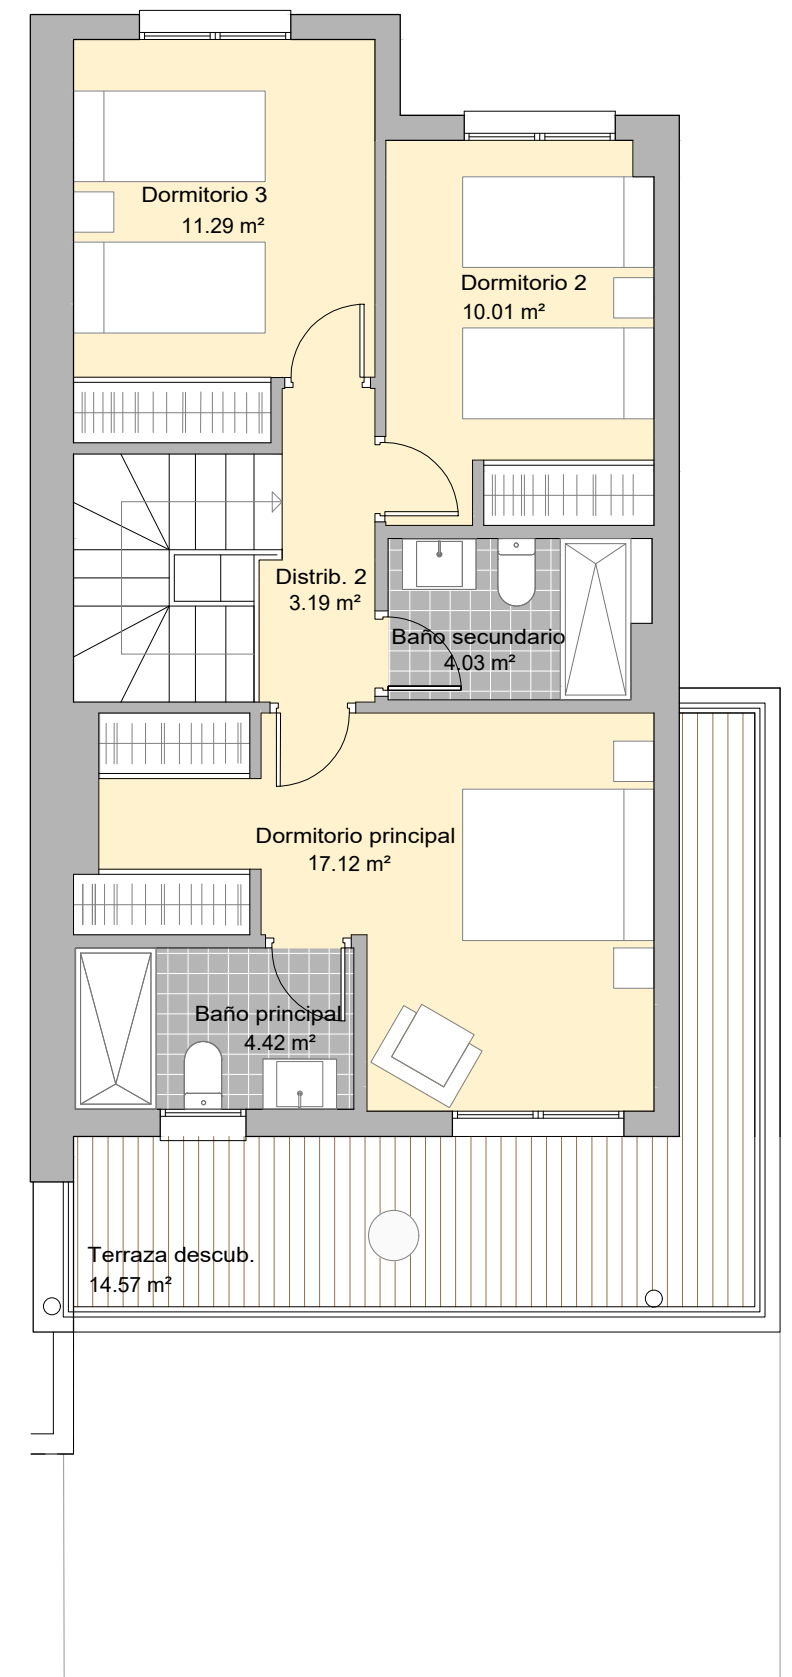 Dormitorio 3
11.29 m²
Dormitorio 2
10.01 m²
Distrib. 2
3.19 m²
Baño secundario
4.03 m²
Dormitorio principal
17.12 m²
Baño principal
4.42 m²
Terraza descub.
14.57 m²